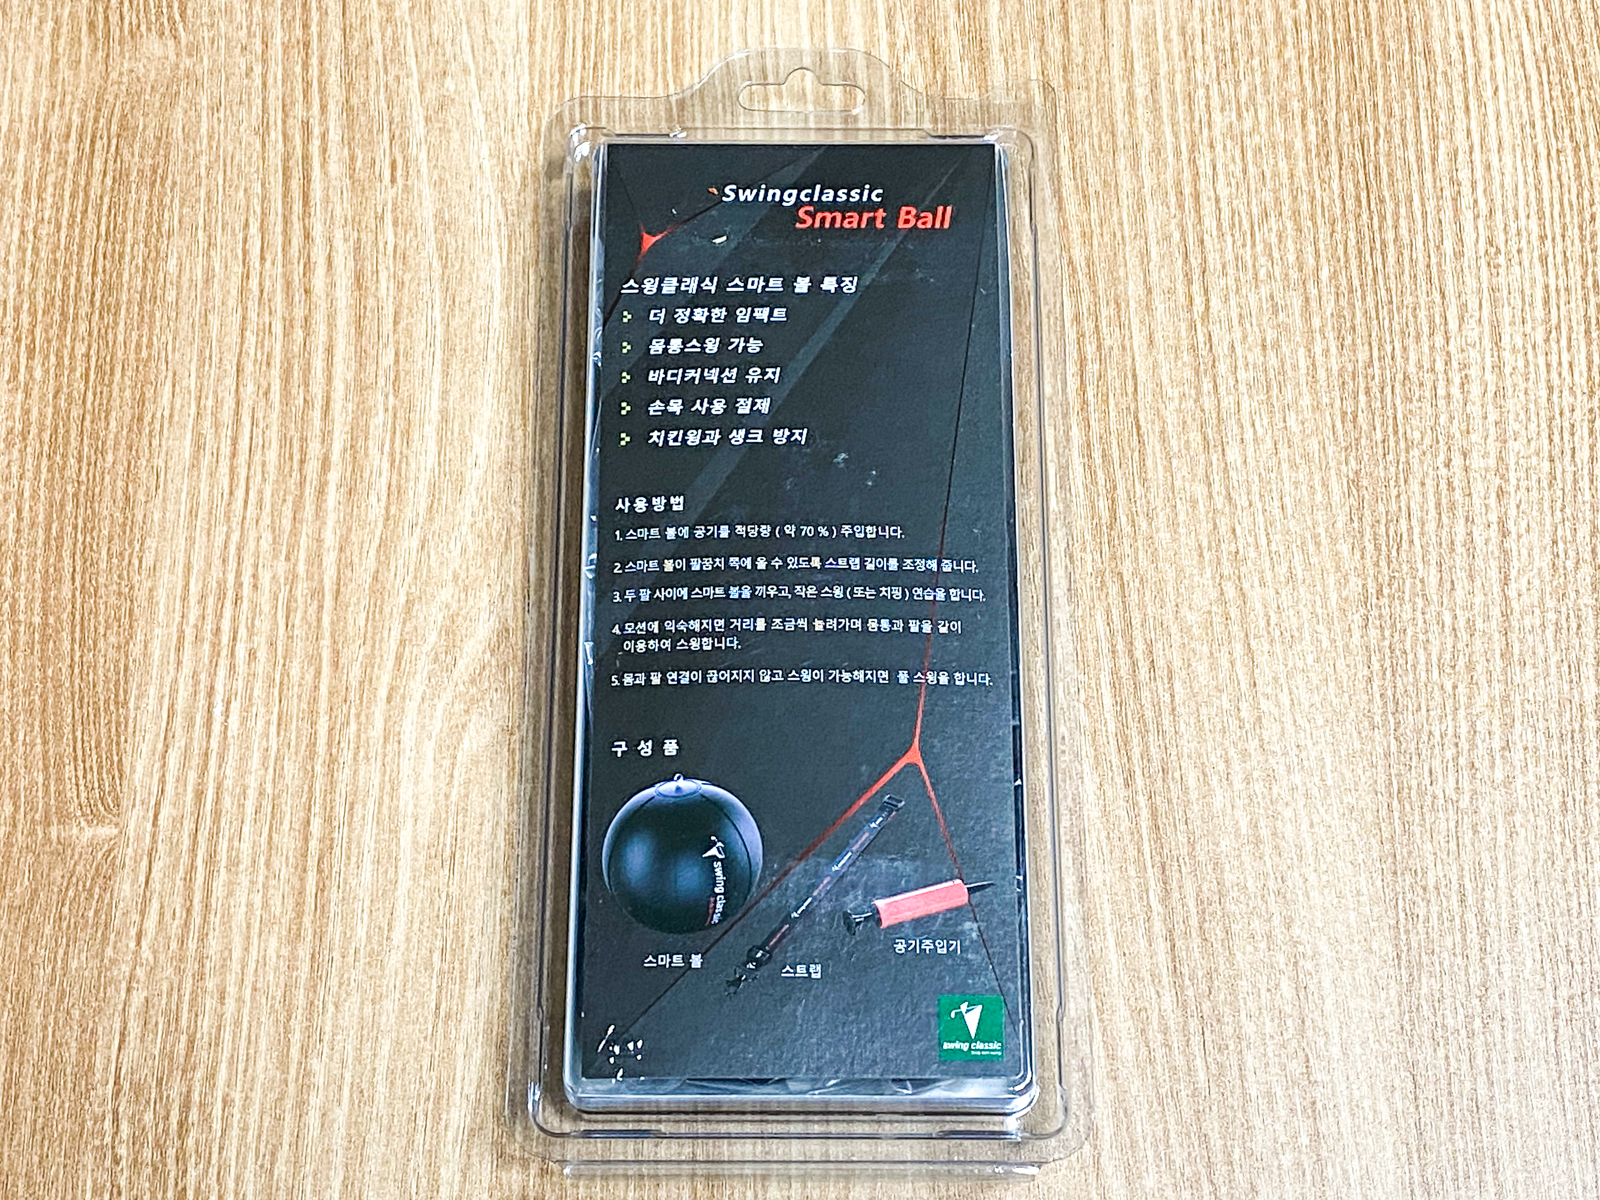 Swingclassic
Smart Ball
스윙클래식 스마트 볼 특징
더 정확한 임팩트
몸통스윙 가능
바디커넥션 유지
손목 사용 절제
치킨윙과 생크 방지
사용방법
1. 스마트 볼에 공기를 적당량 ( 약 70 % ) 주입합니다.
2. 스마트 볼이 팔꿈치 쪽에 올 수 있도록 스트랩 길이를 조정해 줍니다.
3. 두 팔 사이에 스마트 볼을 끼우고, 작은 스윙 ( 또는 치핑 ) 연습을 합니다.
4. 모션에 익숙해지면 거리를 조금씩 늘려가며 몸통과 팔을 같이
이용하여 스윙합니다.
5. 몸과 팔 연결이 끊어지지 않고 스윙이 가능해지면 풀 스윙을 합니다.
구성품
swing classic
스마트 볼
스트랩
공기주입기
swing classic